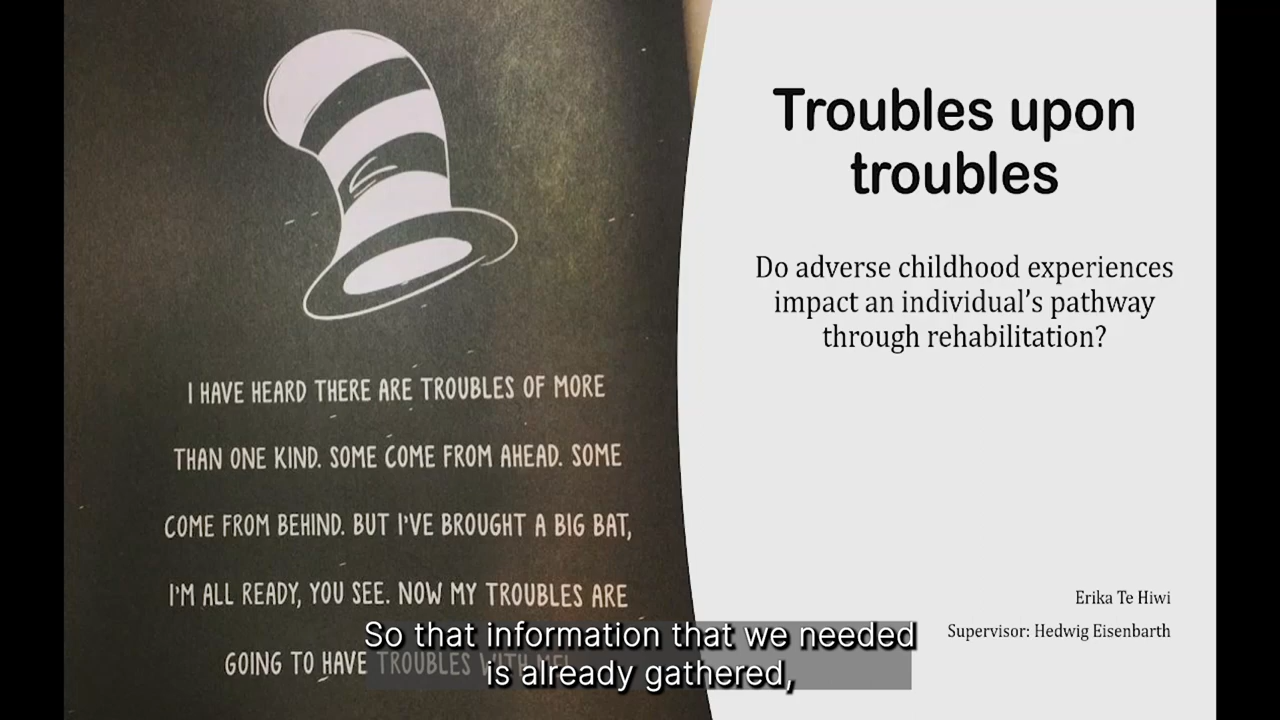 I HAVE HEARD THERE ARE TROUBLES OF MORE
THAN ONE KIND. SOME COME FROM AHEAD. SOME
COME FROM BEHIND. BUT I'VE BROUGHT A BIG BAT,
I'M ALL READY, YOU SEE. NOW MY TROUBLES ARE
GOING TO HAVE TROUBLES WITH ME!
Troubles upon
troubles
Do adverse childhood experiences
impact an individual's pathway
through rehabilitation?
Erika Te Hiwi
Supervisor: Hedwig Eisenbarth
So that information that we needed
is already gathered,